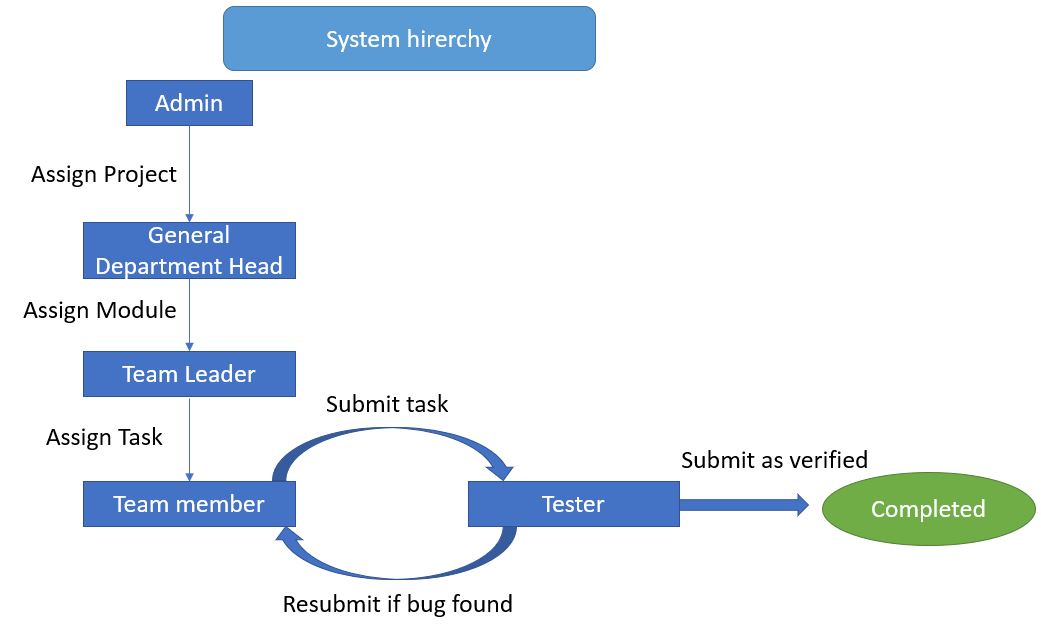 System hirerchy
Admin
Assign Project
General
Department Head
Assign Module
Team Leader
Submit task
Assign Task
Submit as verified
Team member
Tester
Completed
Resubmit if bug found